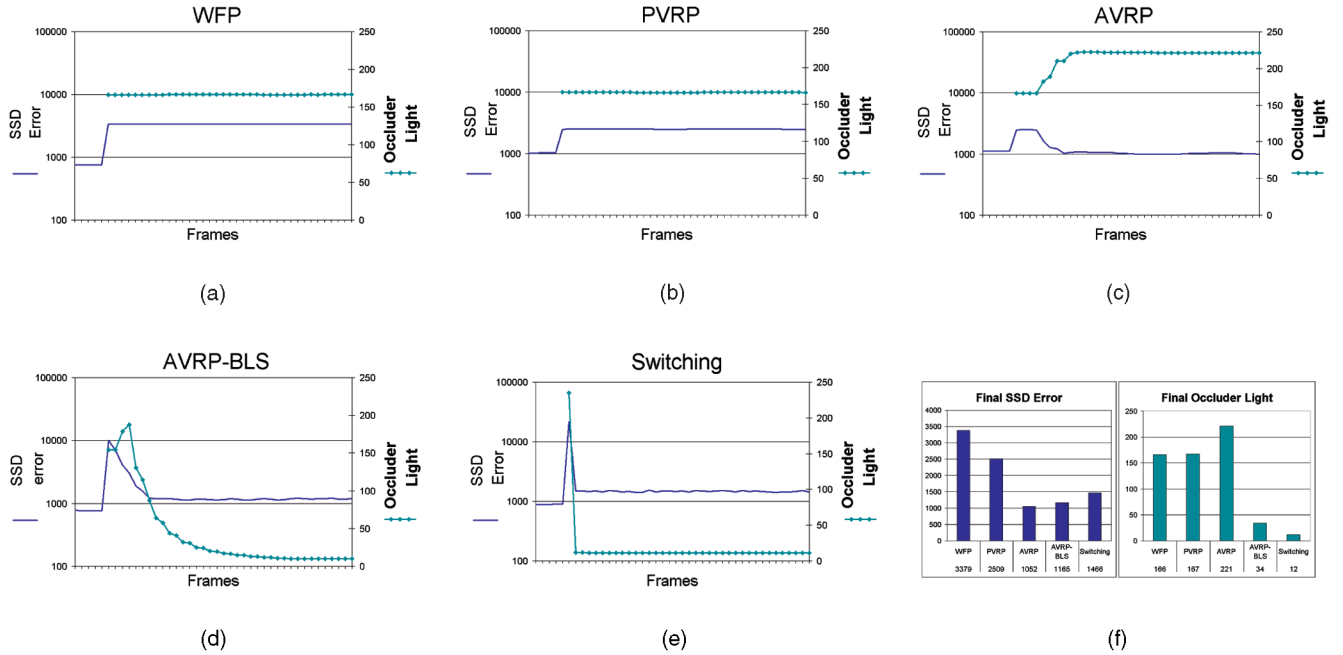 WFP
100000
10000
1000
100
SSD
Error
250
200
150
100
50
0
Occluder
Light
Frames
(a)
PVRP
100000
10000
1000
100
SSD
Error
250
200
150
100
50
0
Occluder
Light
Frames
(b)
AVRP
100000
10000
1000
100
SSD
Error
250
200
150
100
50
0
Occluder
Light
Frames
(c)
AVRP-BLS
100000
10000
1000
100
SSD
error
250
200
150
100
50
0
Occluder
Light
Frames
(d)
Switching
100000
10000
1000
100
SSD
error
250
200
150
100
50
0
Occluder
Light
Frames
(e)
Final SSD Error
4000
3500
3000
2500
2000
1500
1000
500
0
WFP PVRP AVRP AVRP-BLS Switching
3379 2509 1052 1165 1466
Final Occluder Light
250
200
150
100
50
0
WFP PVRP AVRP AVRP-BLS Switching
166 167 221 34 12
(f)